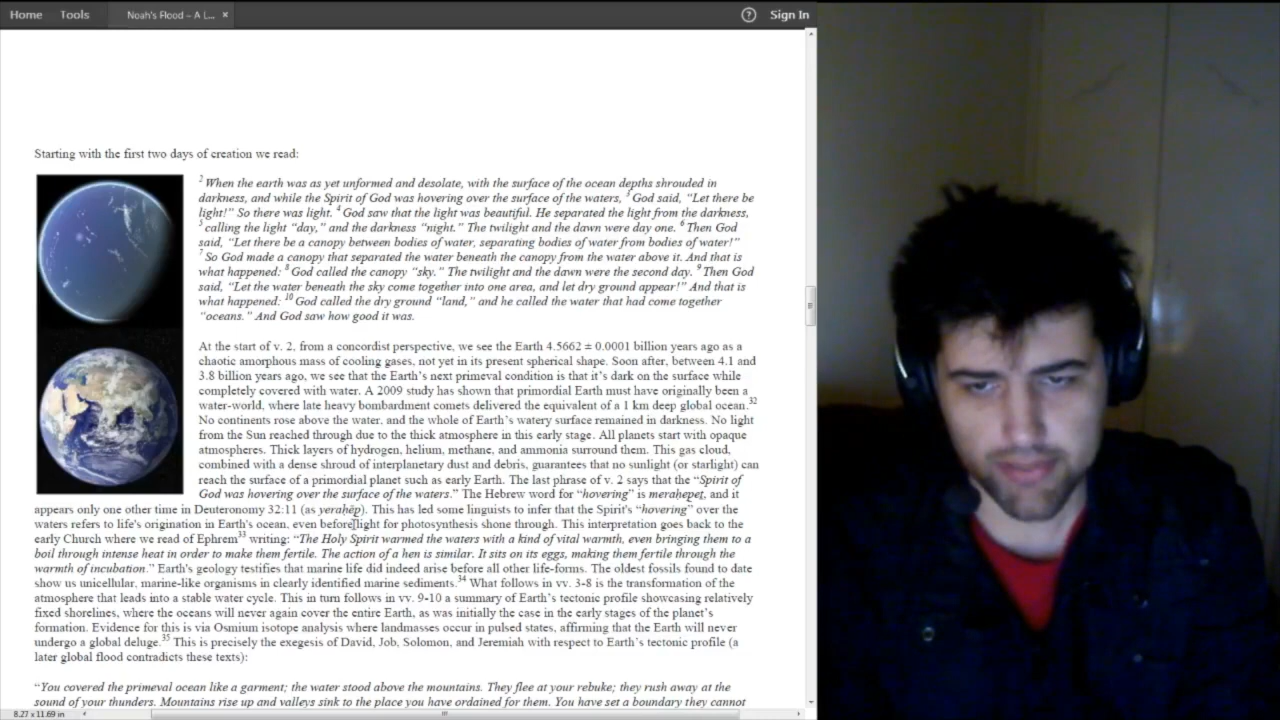 Home Tools Noah's Flood – A L... × ? Sign In
Starting with the first two days of creation we read:
2 When the earth was as yet unformed and desolate, with the surface of the ocean depths shrouded in
darkness, and while the Spirit of God was hovering over the surface of the waters, 3 God said, “Let there be
light!” So there was light. 4 God saw that the light was beautiful. He separated the light from the darkness,
5 calling the light “day,” and the darkness “night.” The twilight and the dawn were day one. 6 Then God
said, “Let there be a canopy between bodies of water, separating bodies of water from bodies of water!”
7 So God made a canopy that separated the water beneath the canopy from the water above it. And that is
what happened: 8 God called the canopy “sky.” The twilight and the dawn were the second day. 9 Then God
said, “Let the water beneath the sky come together into one area, and let dry ground appear!” And that is
what happened: 10 God called the dry ground “land,” and he called the water that had come together
“oceans.” And God saw how good it was.
At the start of v. 2, from a concordist perspective, we see the Earth 4.5662 ± 0.0001 billion years ago as a
chaotic amorphous mass of cooling gases, not yet in its present spherical shape. Soon after, between 4.1 and
3.8 billion years ago, we see that the Earth’s next primeval condition is that it’s dark on the surface while
completely covered with water. A 2009 study has shown that primordial Earth must have originally been a
water-world, where late heavy bombardment comets delivered the equivalent of a 1 km deep global ocean.32
No continents rose above the water, and the whole of Earth’s watery surface remained in darkness. No light
from the Sun reached through due to the thick atmosphere in this early stage. All planets start with opaque
atmospheres. Thick layers of hydrogen, helium, methane, and ammonia surround them. This gas cloud,
combined with a dense shroud of interplanetary dust and debris, guarantees that no sunlight (or starlight) can
reach the surface of a primordial planet such as early Earth. The last phrase of v. 2 says that the “Spirit of
God was hovering over the surface of the waters.” The Hebrew word for “hovering” is meraḥepeṯ, and it
appears only one other time in Deuteronomy 32:11 (as yeraḥēp). This has led some linguists to infer that the Spirit’s “hovering” over the
waters refers to life’s origination in Earth’s ocean, even before light for photosynthesis shone through. This interpretation goes back to the
early Church where we read of Ephrem33 writing: “The Holy Spirit warmed the waters with a kind of vital warmth, even bringing them to a
boil through intense heat in order to make them fertile. The action of a hen is similar. It sits on its eggs, making them fertile through the
warmth of incubation.” Earth’s geology testifies that marine life did indeed arise before all other life-forms. The oldest fossils found to date
show us unicellular, marine-like organisms in clearly identified marine sediments.34 What follows in vv. 3-8 is the transformation of the
atmosphere that leads into a stable water cycle. This in turn follows in vv. 9-10 a summary of Earth’s tectonic profile showcasing relatively
fixed shorelines, where the oceans will never again cover the entire Earth, as was initially the case in the early stages of the planet’s
formation. Evidence for this is via Osmium isotope analysis where landmasses occur in pulsed states, affirming that the Earth will never
undergo a global deluge.35 This is precisely the exegesis of David, Job, Solomon, and Jeremiah with respect to Earth’s tectonic profile (a
later global flood contradicts these texts):
“You covered the primeval ocean like a garment; the water stood above the mountains. They flee at your rebuke; they rush away at the
sound of your thunders. Mountains rise up and valleys sink to the place you have ordained for them. You have set a boundary they cannot
8.27 x 11.69 in